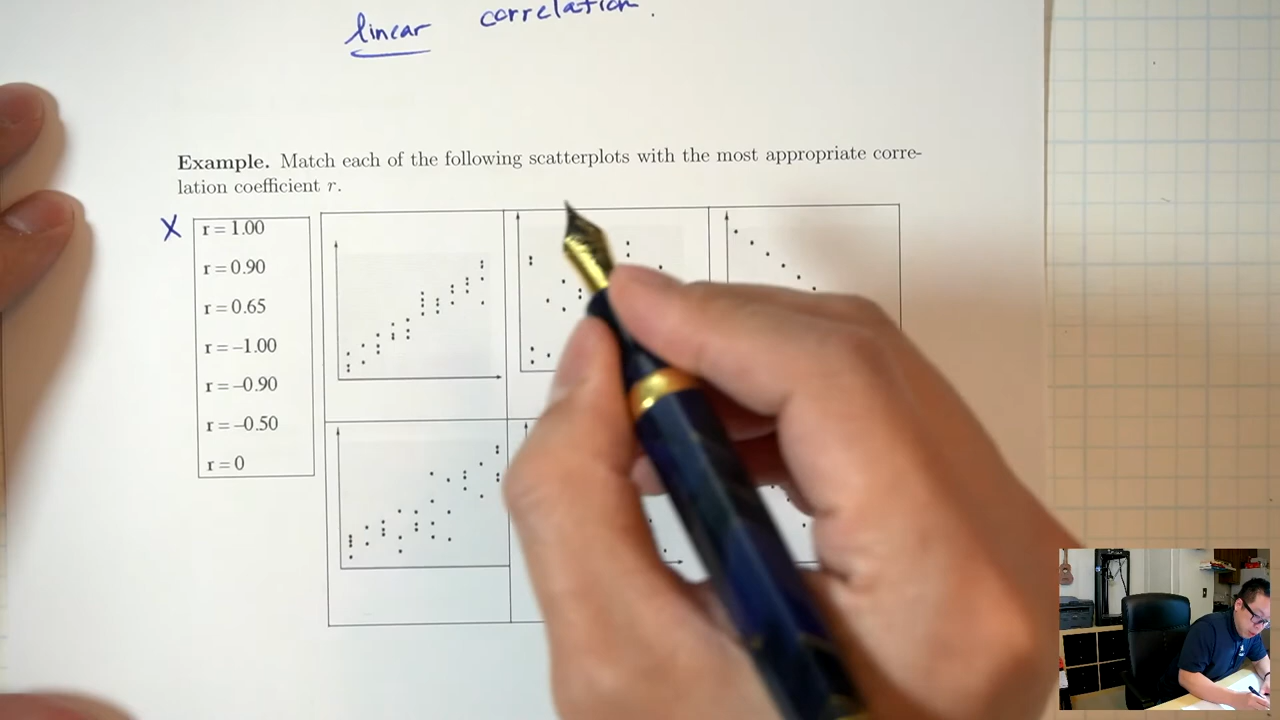 linear correlation.
Example. Match each of the following scatterplots with the most appropriate corre-
lation coefficient r.
X r = 1.00
r = 0.90
r = 0.65
r = –1.00
r = –0.90
r = –0.50
r = 0